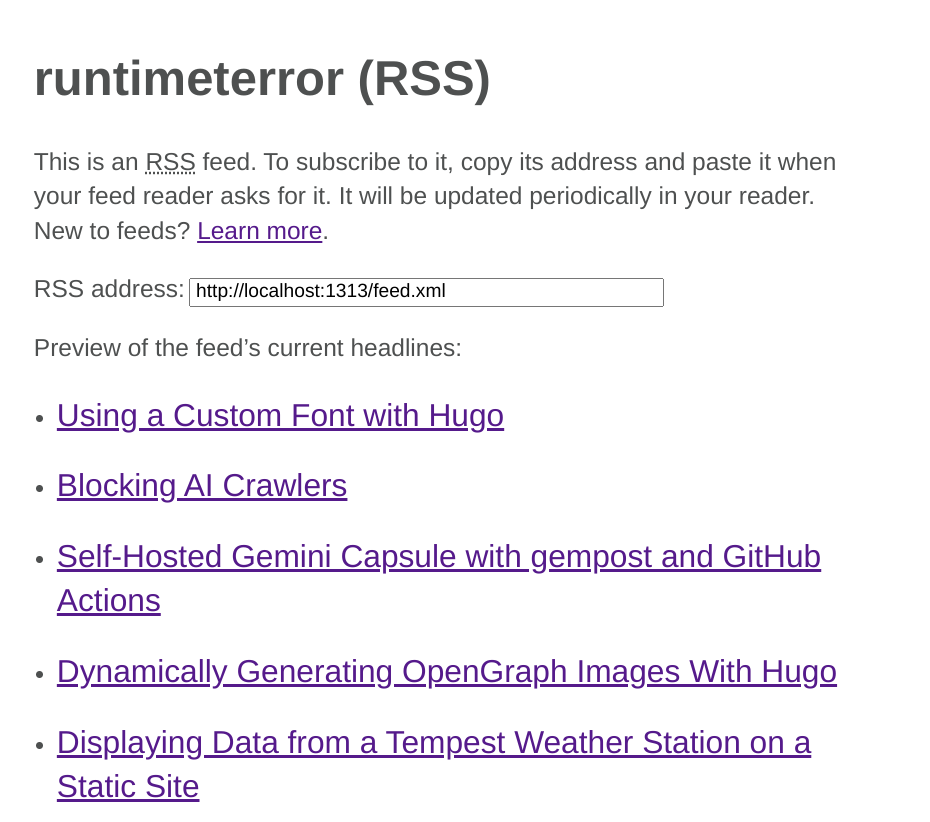 runtimeterror (RSS)
This is an RSS feed. To subscribe to it, copy its address and paste it when
your feed reader asks for it. It will be updated periodically in your reader.
New to feeds? Learn more.
RSS address: http://localhost:1313/feed.xml
Preview of the feed’s current headlines:
• Using a Custom Font with Hugo
• Blocking AI Crawlers
• Self-Hosted Gemini Capsule with gempost and GitHub
Actions
• Dynamically Generating OpenGraph Images With Hugo
• Displaying Data from a Tempest Weather Station on a
Static Site